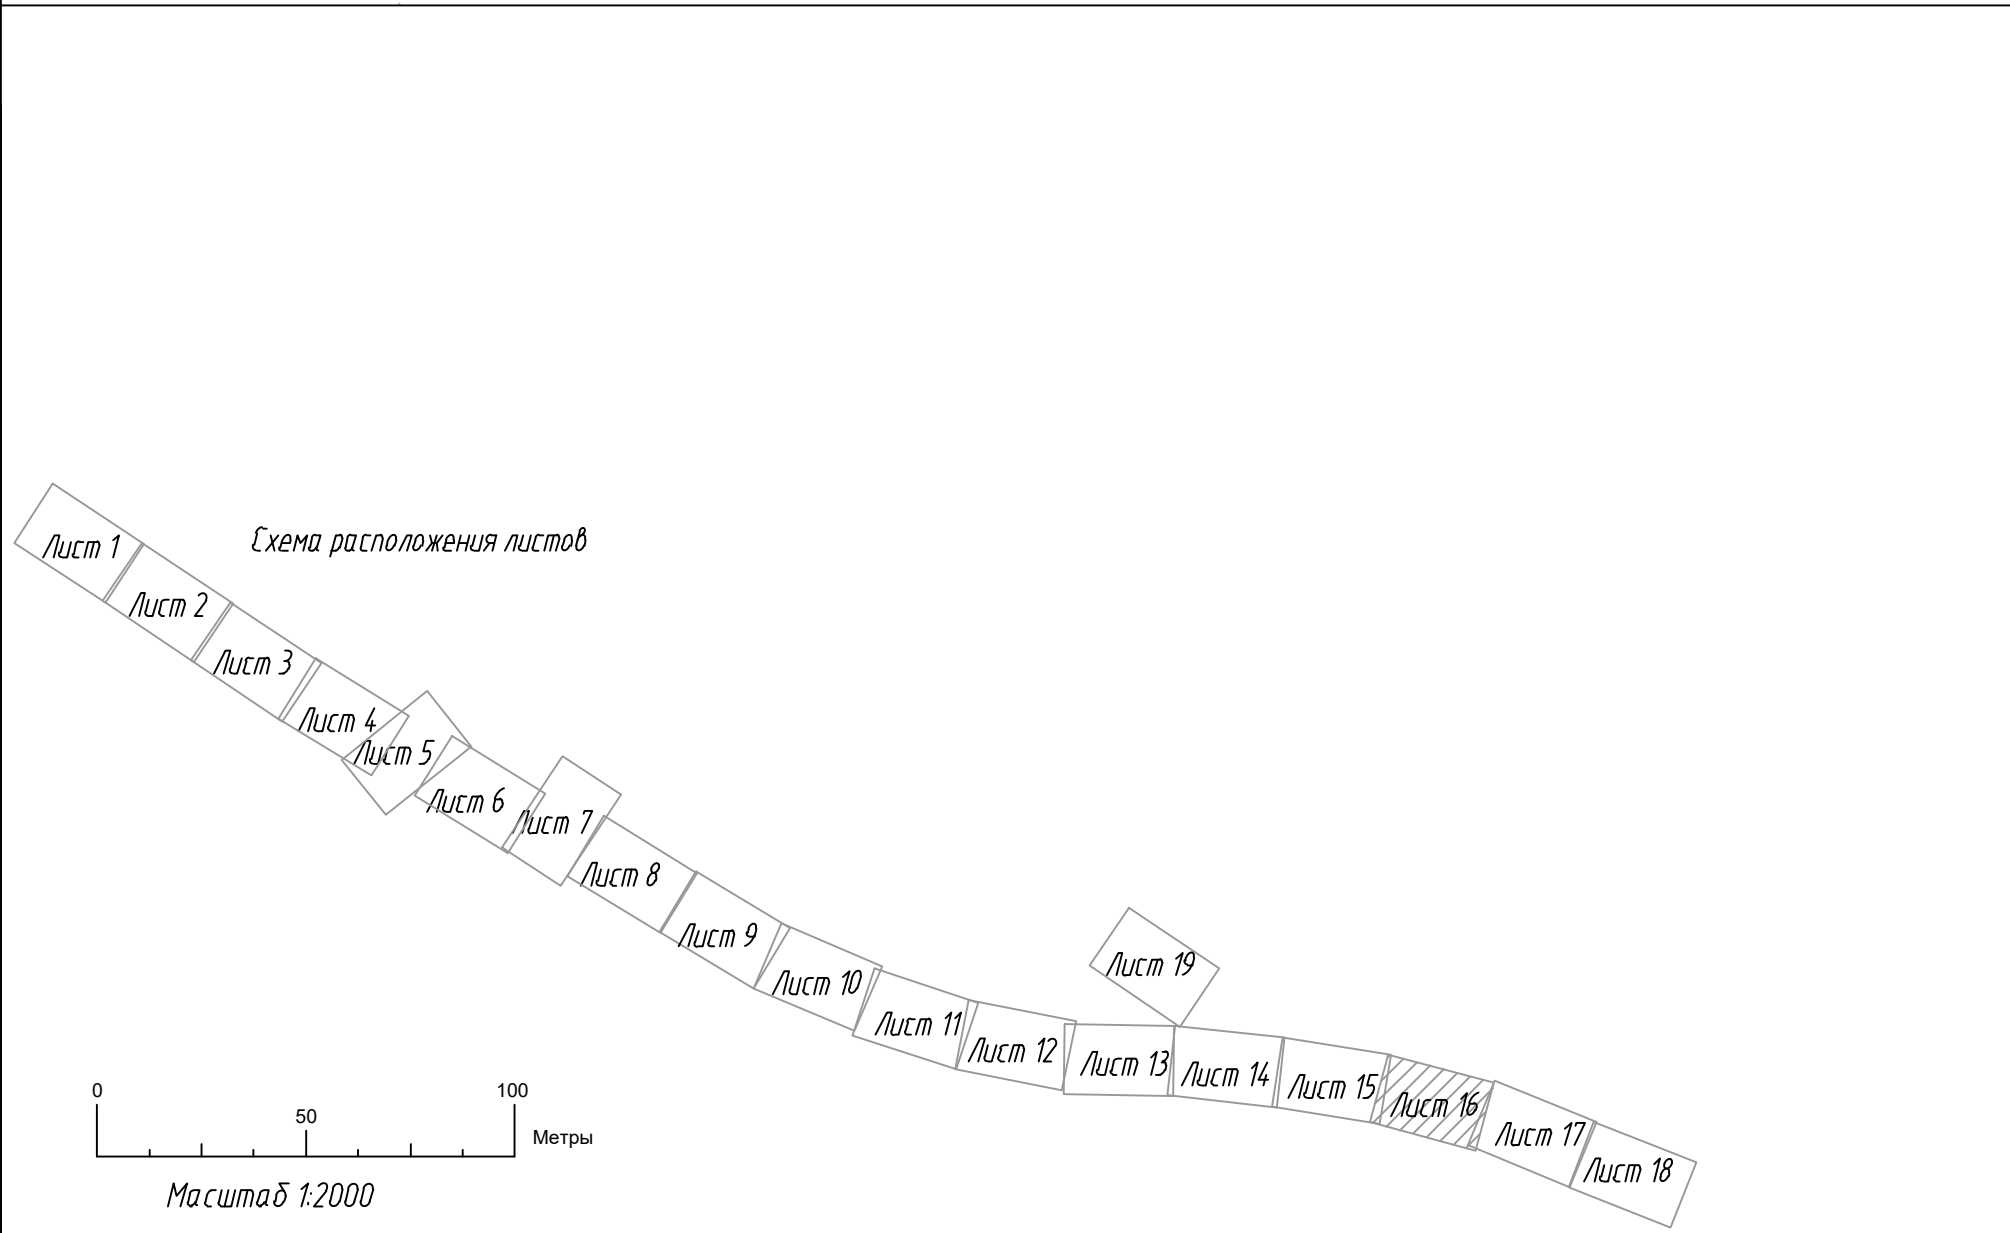 Схема расположения листов
Лист 1
Лист 2
Лист 3
Лист 4
Лист 5
Лист 6
Лист 7
Лист 8
Лист 9
Лист 10
Лист 11
Лист 12
Лист 13
Лист 14
Лист 15
Лист 16
Лист 17
Лист 18
Лист 19
0
50
100
Метры
Масштаб 1:2000